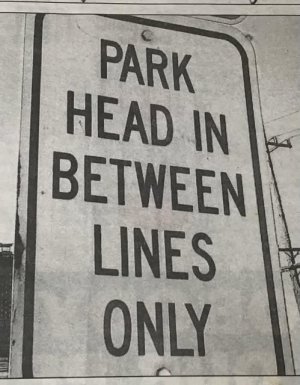 PARK
HEAD IN
BETWEEN
LINES
ONLY